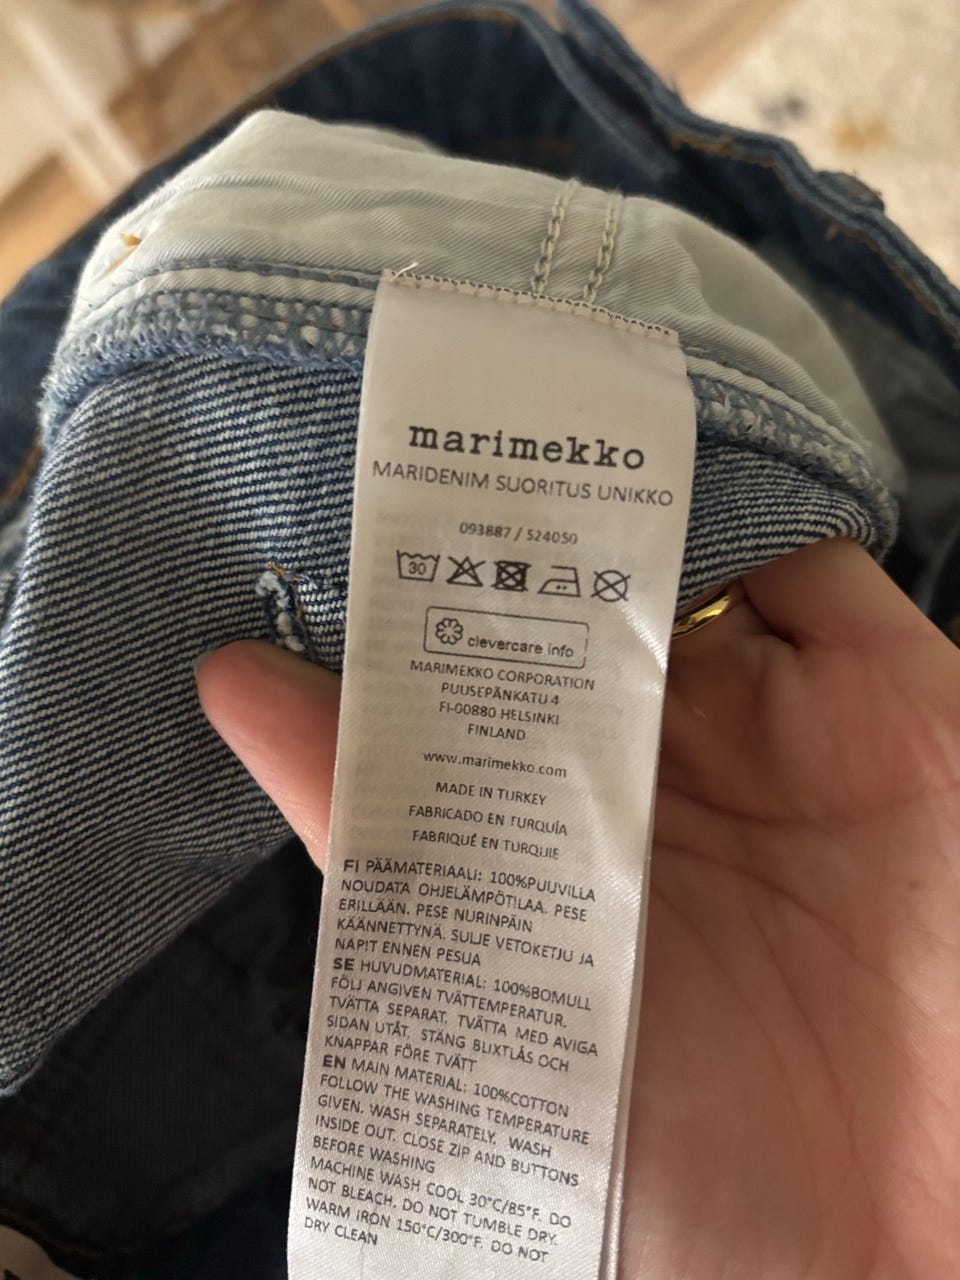 marimekko
MARIDENIM SUORITUS UNIKKO
093887 / 524050
30
clevercare info
MARIMEKKO CORPORATION
PUUSEPÄNKATU 4
FI-00880 HELSINKI
FINLAND
www.marimekko.com
MADE IN TURKEY
FABRICADO EN TURQUÍA
FABRIQUÉ EN TURQUIE
FI PÄÄMATERIAALI: 100%PUUVILLA
NOUDATA OHJELÄMPÖTILAA. PESE
ERILLÄÄN. PESE NURINPÄIN
KÄÄNNETTYNÄ. SULJE VETOKETJU JA
NAPIT ENNEN PESUA
SE HUVUDMATERIAL: 100%BOMULL
FÖLJ ANGIVEN TVÄTTEMPERATUR.
TVÄTTA SEPARAT. TVÄTTA MED AVIGA
SIDAN UTÅT. STÄNG BLIXTLÅS OCH
KNAPPAR FÖRE TVÄTT
EN MAIN MATERIAL: 100%COTTON
FOLLOW THE WASHING TEMPERATURE
GIVEN. WASH SEPARATELY. WASH
INSIDE OUT. CLOSE ZIP AND BUTTONS
BEFORE WASHING
MACHINE WASH COOL 30°C/85°F. DO
NOT BLEACH. DO NOT TUMBLE DRY.
WARM IRON 150°C/300°F. DO NOT
DRY CLEAN